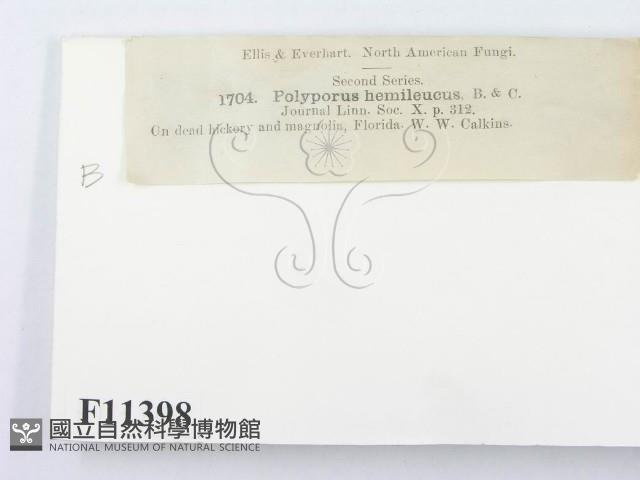 Ellis & Everhart. North American Fungi.
Second Series.
1704. Polyporus hemileucus, B. & C.
Journal Linn. Soc. X. p. 312.
On dead hickory and magnolia, Florida. W. W. Calkins.
B
F11398
國立自然科學博物館
NATIONAL MUSEUM OF NATURAL SCIENCE